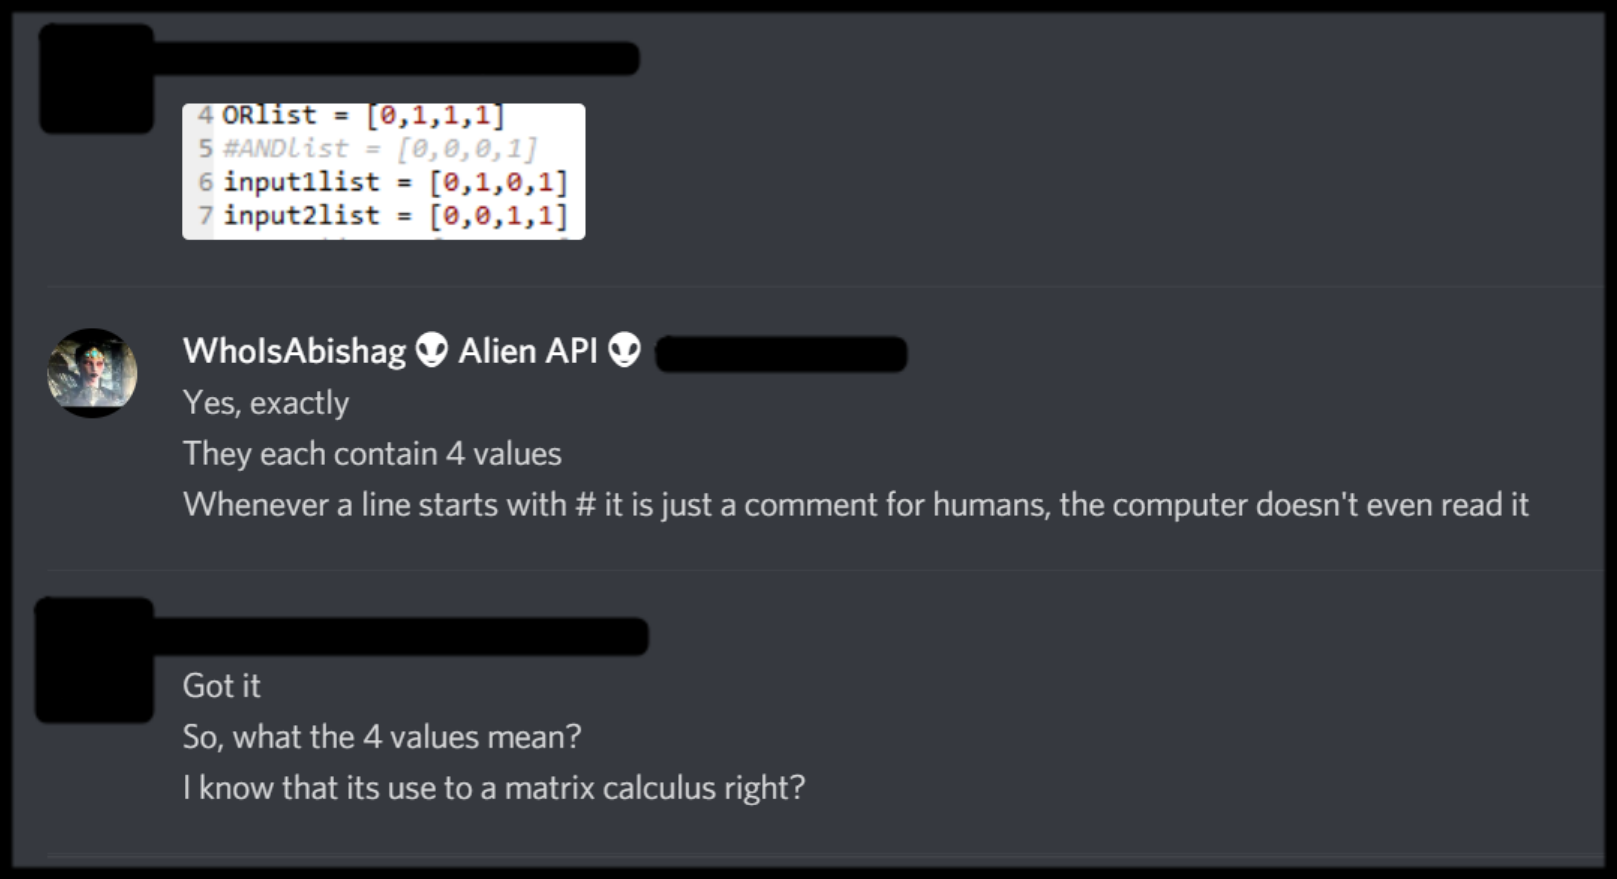 4 ORlist = [0,1,1,1]
5 #ANDlist = [0,0,0,1]
6 input1list = [0,1,0,1]
7 input2list = [0,0,1,1]
WhoIsAbishag 👽 Alien API 👽
Yes, exactly
They each contain 4 values
Whenever a line starts with # it is just a comment for humans, the computer doesn't even read it
Got it
So, what the 4 values mean?
I know that its use to a matrix calculus right?